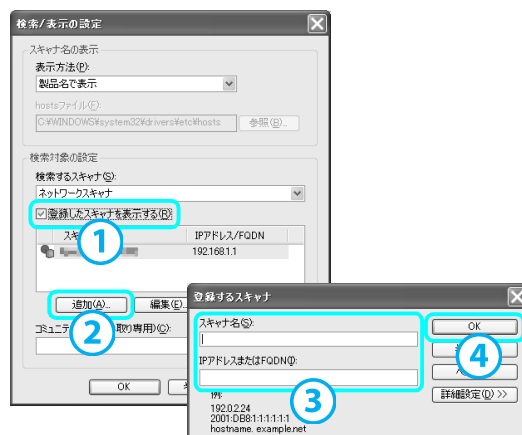 検索/表示の設定
スキャナ名の表示
表示方法(P):
製品名で表示
hostsファイル(F):
C:¥WINDOWS¥system32¥drivers¥etc¥hosts 参照(B)...
検索対象の設定
検索するスキャナ(S):
ネットワークスキャナ
登録したスキャナを表示する(R)
1
スキ IPアドレス/FQDN
192.168.1.1
追加(A)... 編集(E)...
2
コミュニテ 取り専用)(C):
OK
登録するスキャナ
スキャナ名(S):
OK
4
IPアドレスまたはFQDN(I):
3
詳細設定(D) >>
例:
192.0.2.24
2001:DB8:1:1:1:1:1:1
hostname. example.net